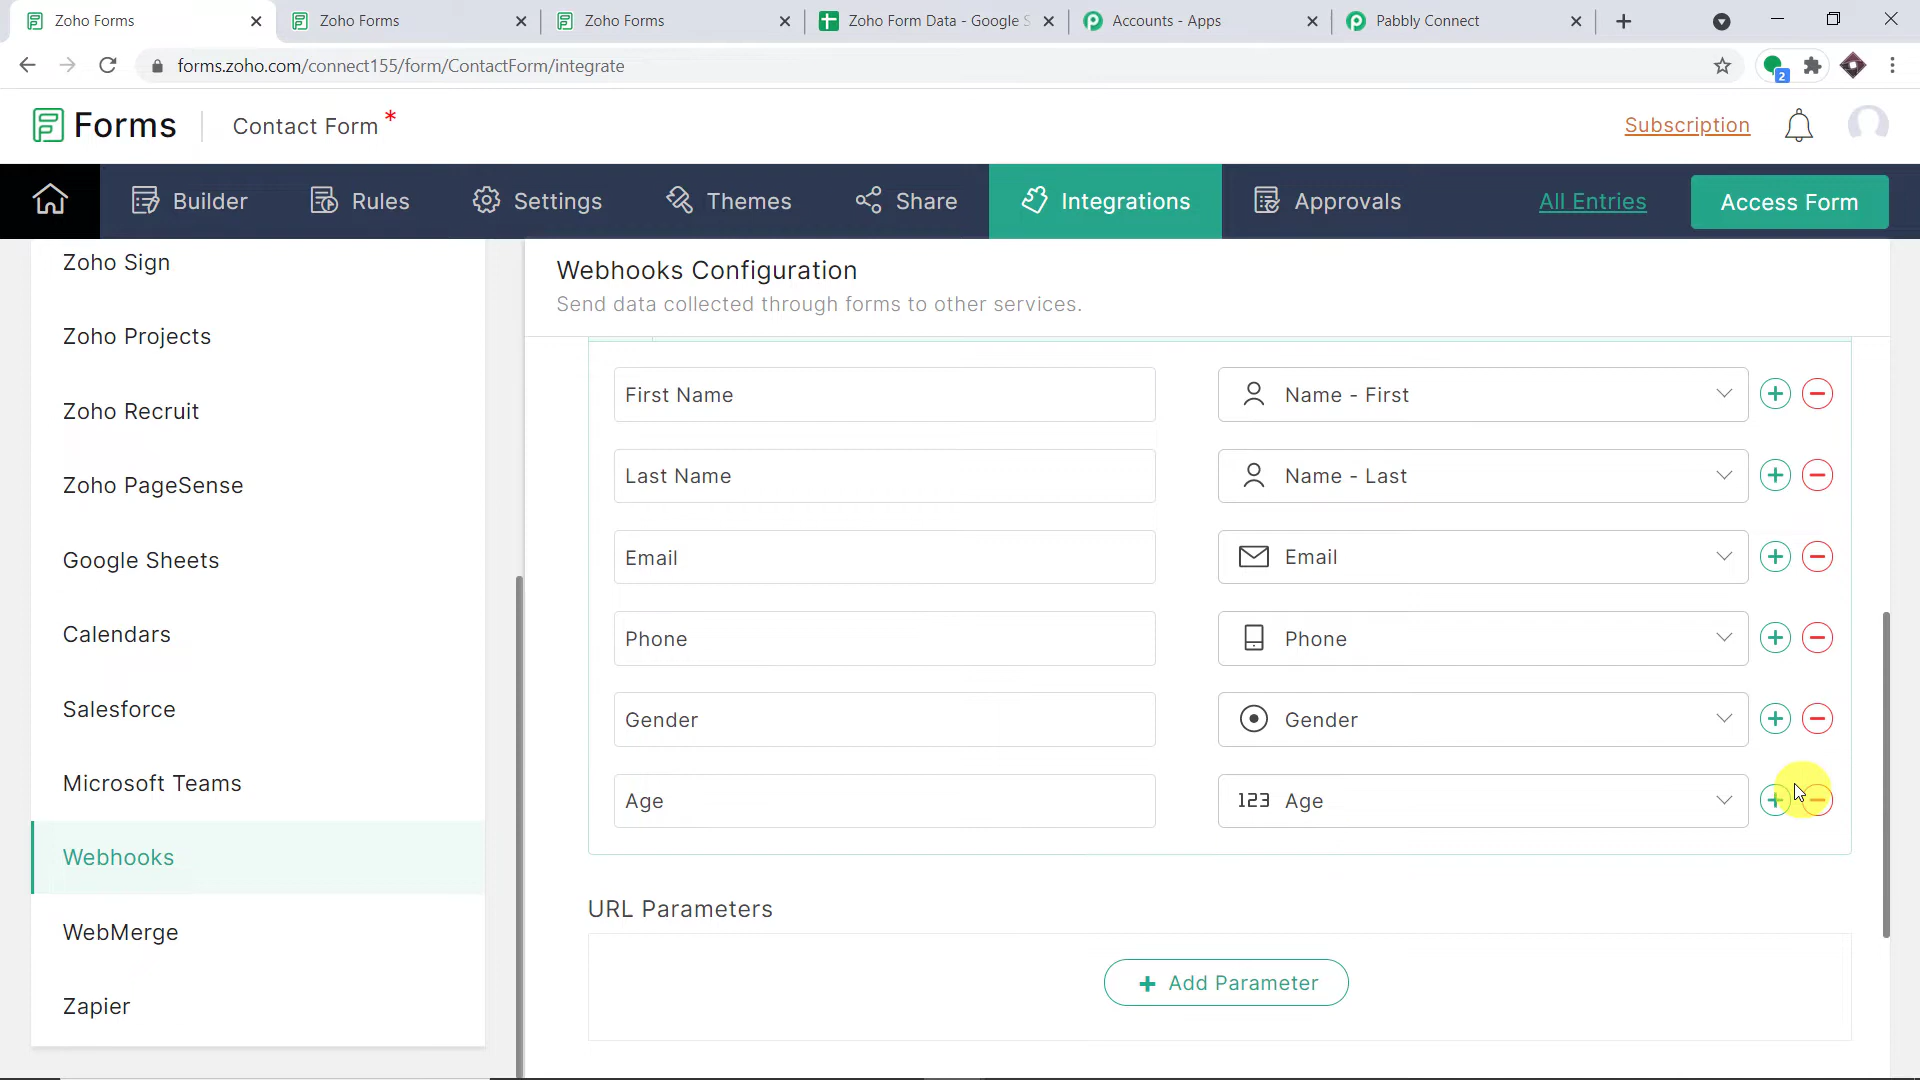 Zoho Forms
Zoho Forms
Zoho Forms
Zoho Form Data - Google S
Accounts - Apps
Pabbly Connect
forms.zoho.com/connect155/form/ContactForm/integrate
2
Forms
Contact Form *
Subscription
Builder
Rules
Settings
Themes
Share
Integrations
Approvals
All Entries
Access Form
Zoho Sign
Zoho Projects
Zoho Recruit
Zoho PageSense
Google Sheets
Calendars
Salesforce
Microsoft Teams
Webhooks
WebMerge
Zapier
Webhooks Configuration
Send data collected through forms to other services.
First Name
Name - First
Last Name
Name - Last
Email
Email
Phone
Phone
Gender
Gender
Age
123 Age
URL Parameters
+ Add Parameter